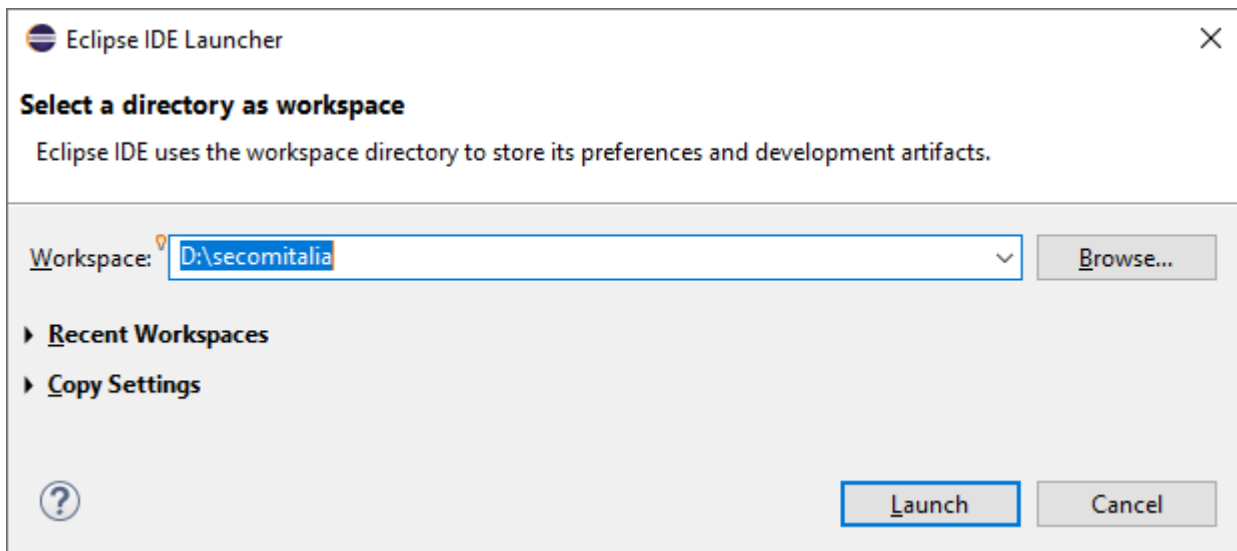 Eclipse IDE Launcher
Select a directory as workspace
Eclipse IDE uses the workspace directory to store its preferences and development artifacts.
Workspace: D:\secomitalia Browse...
Recent Workspaces
Copy Settings
? Launch Cancel